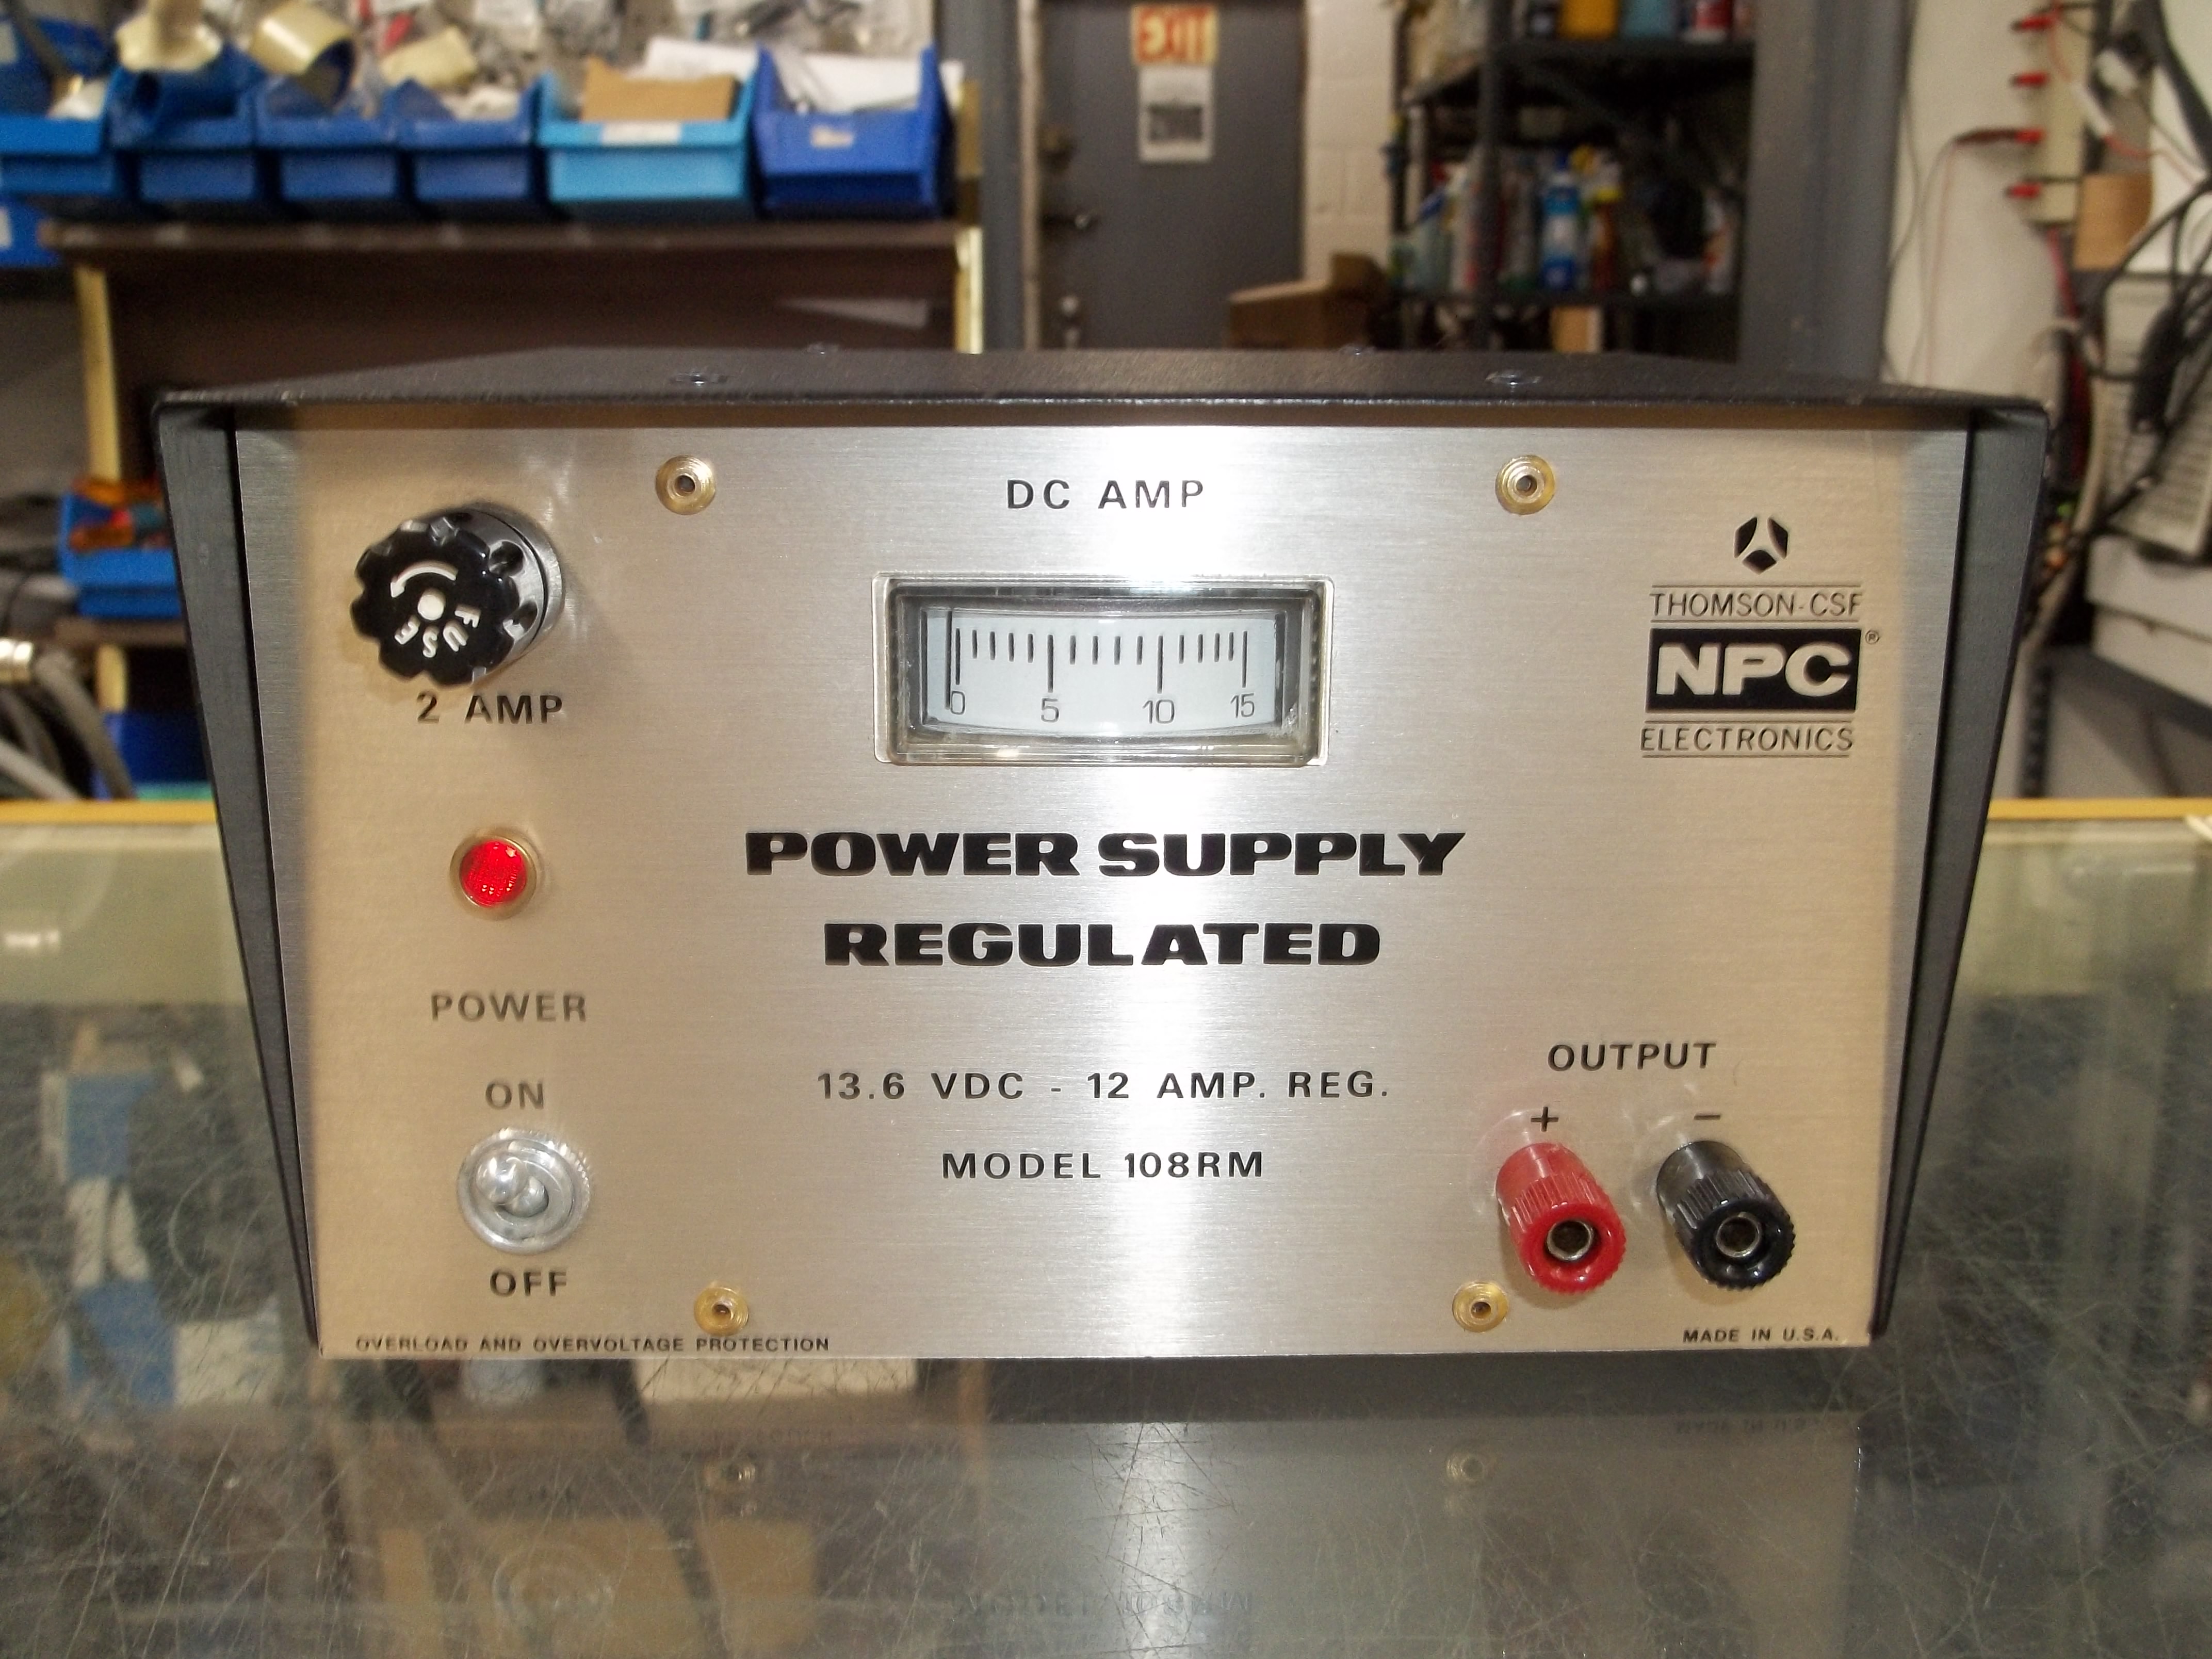 DC AMP
FUSE
2 AMP
0 5 10 15
THOMSON-CSF
NPC®
ELECTRONICS
POWER SUPPLY
REGULATED
POWER
ON
OFF
13.6 VDC - 12 AMP. REG.
MODEL 108RM
OUTPUT
+ −
OVERLOAD AND OVERVOLTAGE PROTECTION
MADE IN U.S.A.